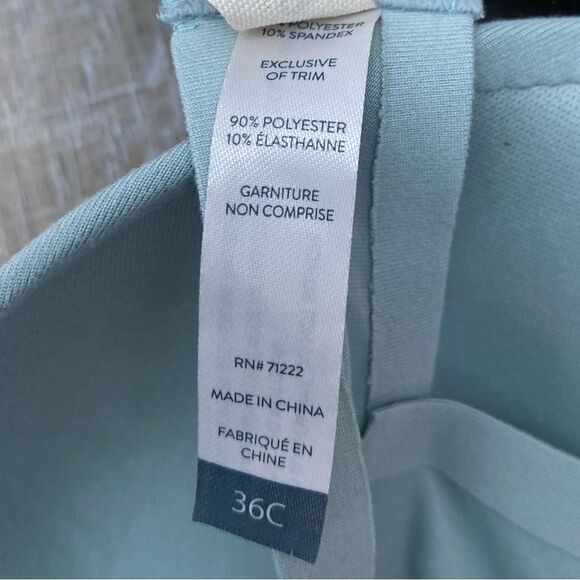 % POLYESTER
10% SPANDEX
EXCLUSIVE
OF TRIM
90% POLYESTER
10% ÉLASTHANNE
GARNITURE
NON COMPRISE
RN# 71222
MADE IN CHINA
FABRIQUÉ EN
CHINE
36C